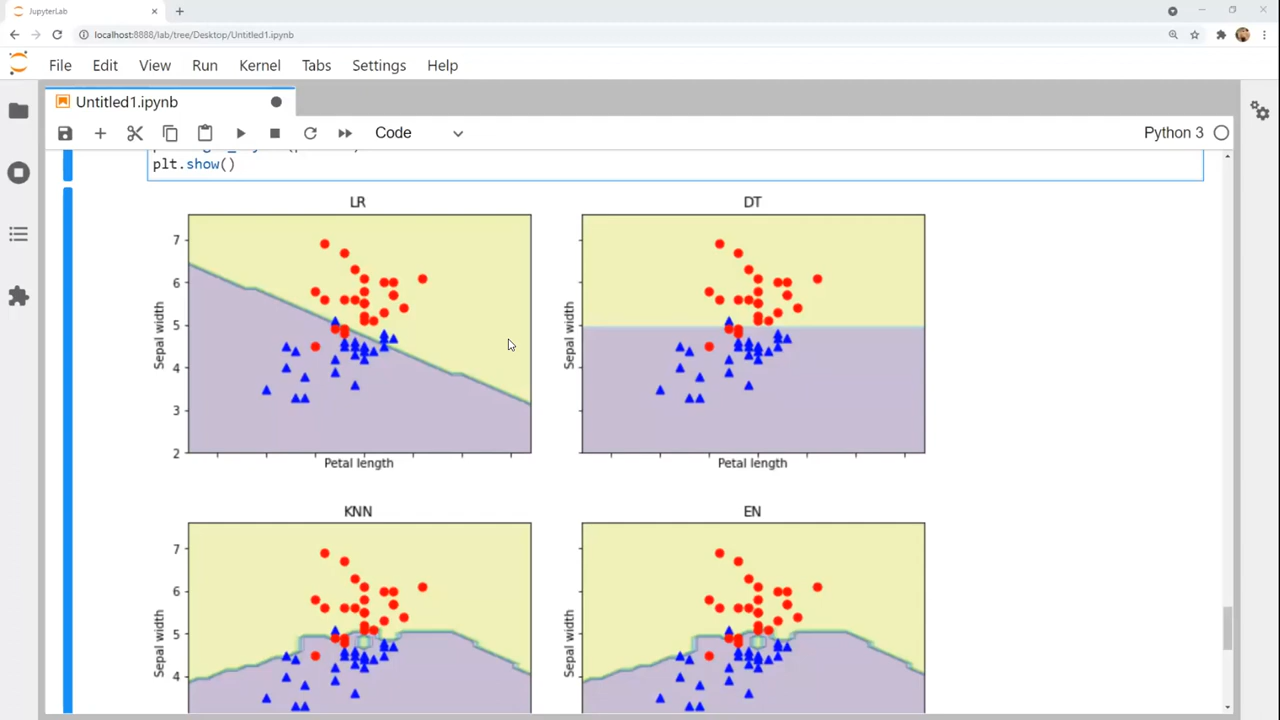 JupyterLab
localhost:8888/lab/tree/Desktop/Untitled1.ipynb
File Edit View Run Kernel Tabs Settings Help
Untitled1.ipynb
Code
Python 3
plt.show()
LR
7
6
5
4
3
2
Sepal width
Petal length
DT
Sepal width
Petal length
KNN
7
6
5
4
Sepal width
EN
Sepal width